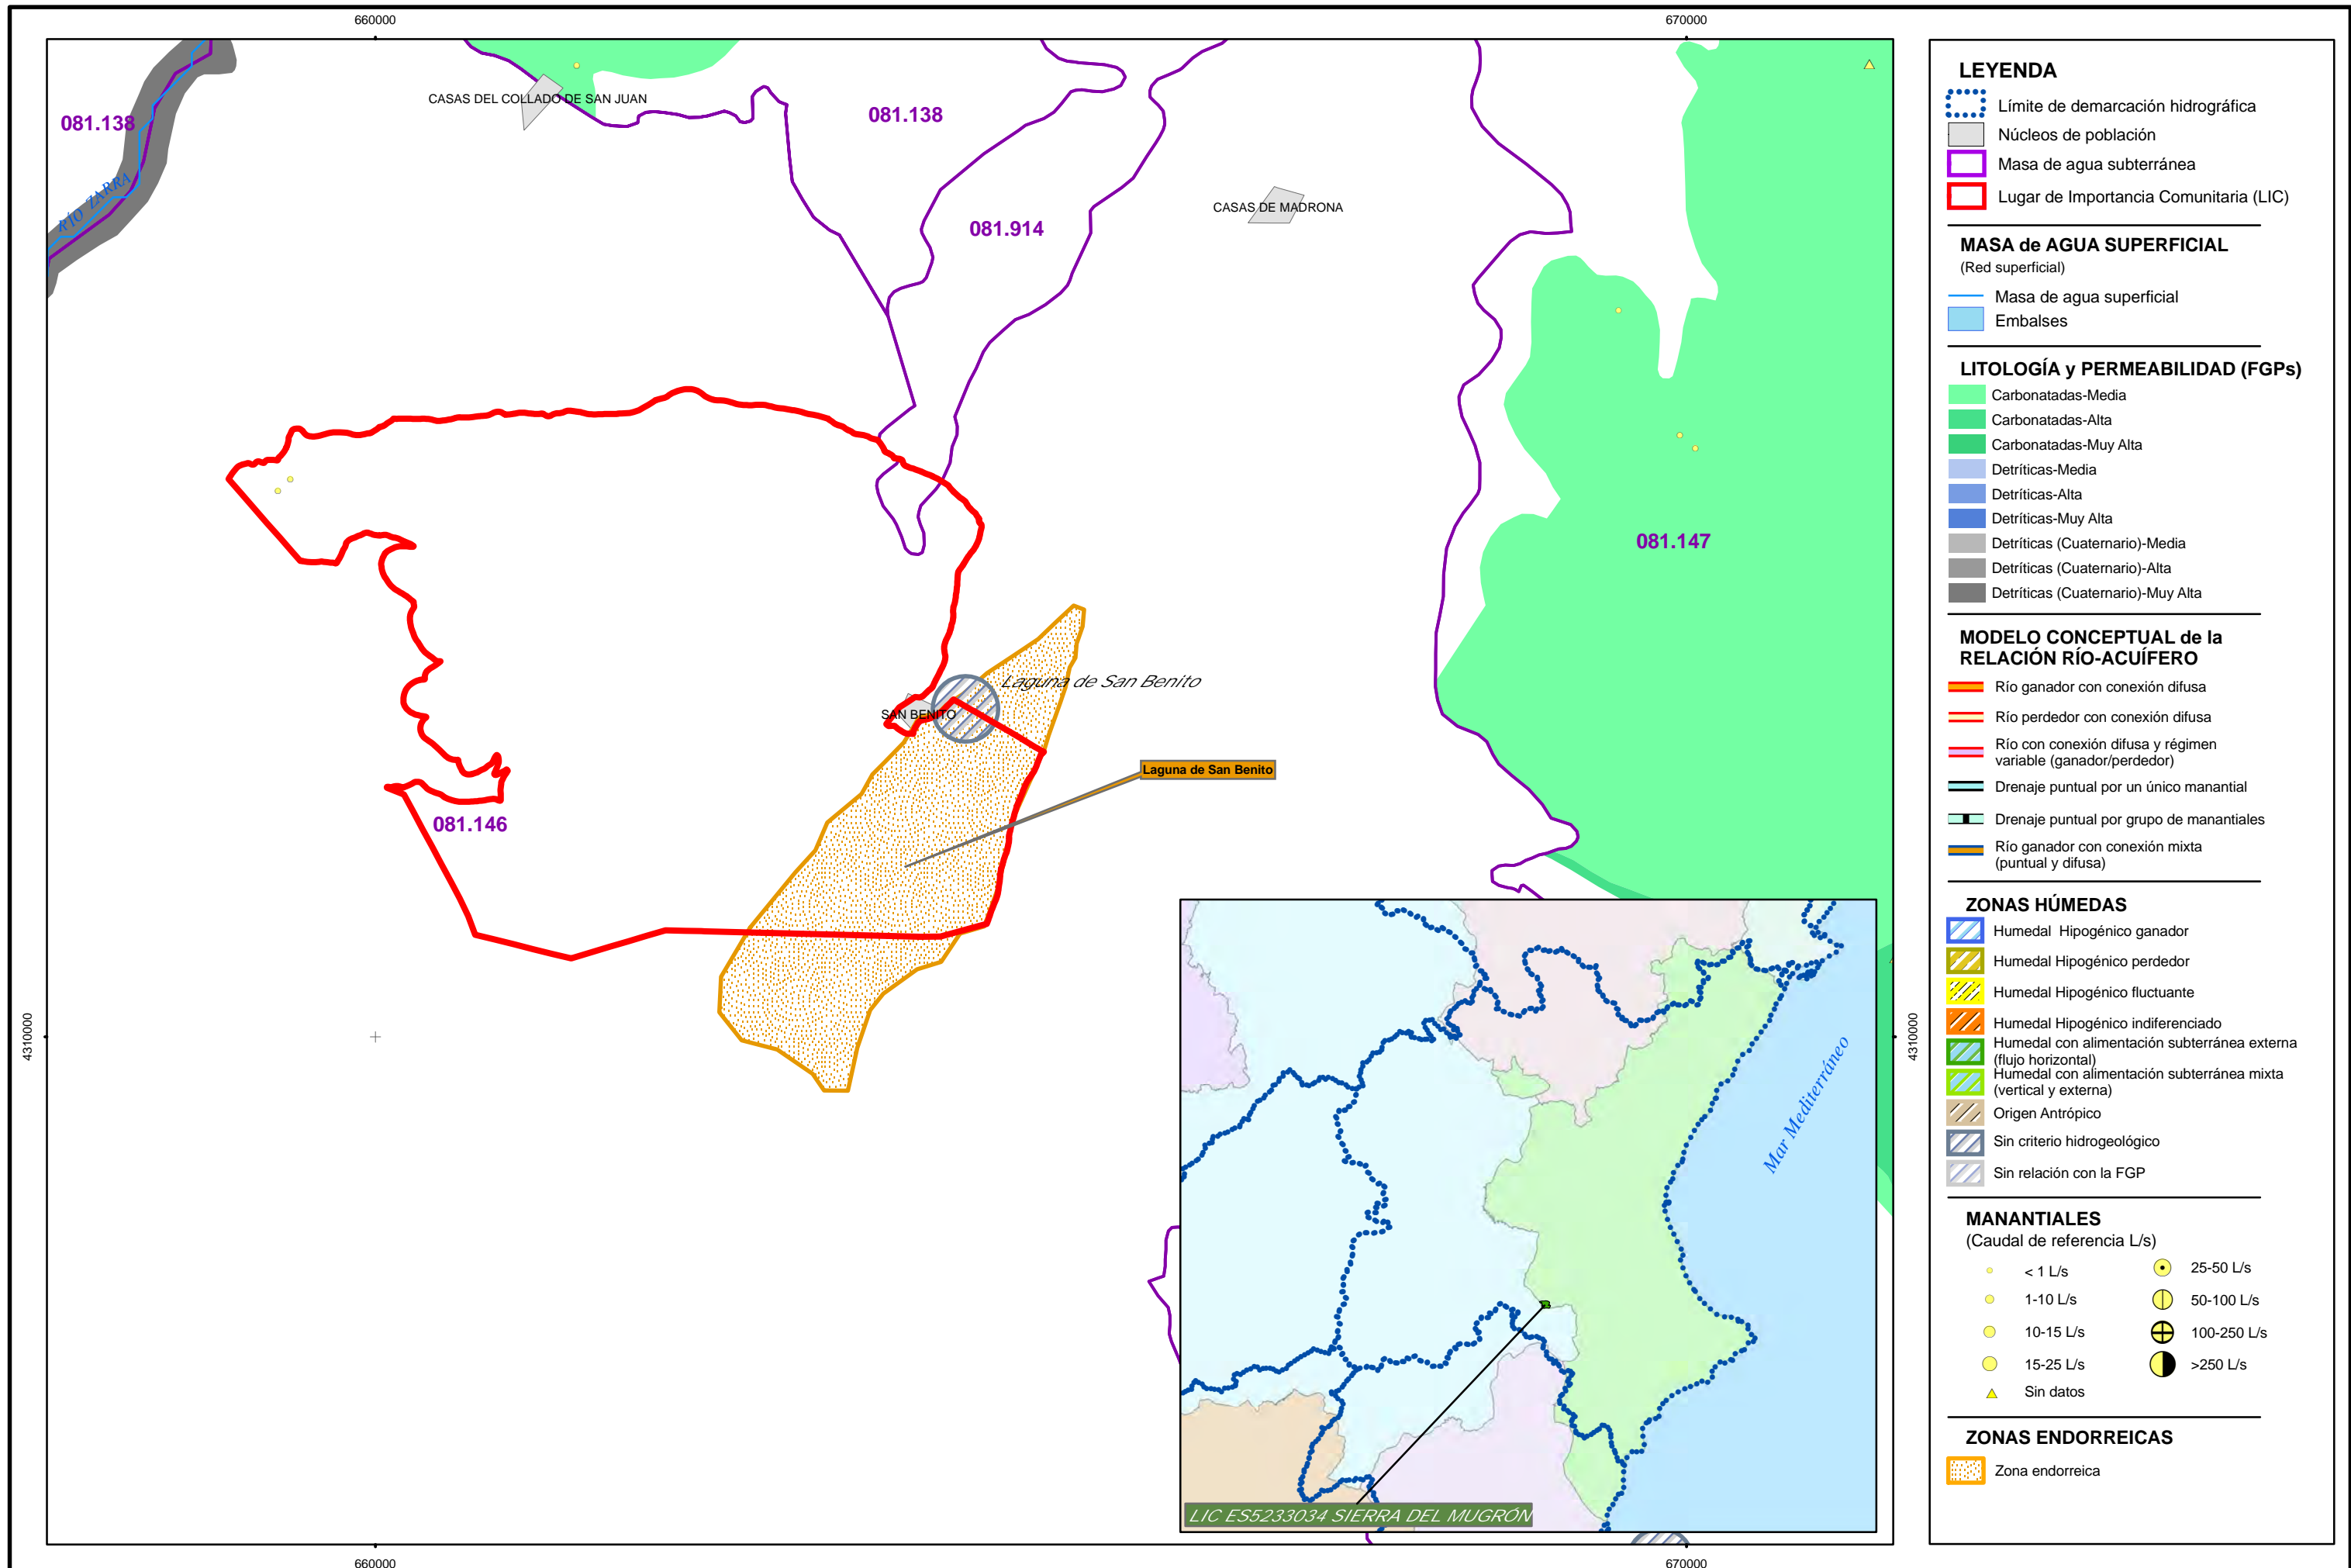 660000
670000
CASAS DEL COLLADO DE SAN JUAN
081.138
081.138
RÍO ZARRA
CASAS DE MADRONA
081.914
081.147
Laguna de San Benito
SAN BENITO
Laguna de San Benito
081.146
4310000
4310000
Mar Mediterráneo
LIC ES5233034 SIERRA DEL MUGRÓN
660000
670000
LEYENDA
Límite de demarcación hidrográfica
Núcleos de población
Masa de agua subterránea
Lugar de Importancia Comunitaria (LIC)
MASA de AGUA SUPERFICIAL
(Red superficial)
Masa de agua superficial
Embalses
LITOLOGÍA y PERMEABILIDAD (FGPs)
Carbonatadas-Media
Carbonatadas-Alta
Carbonatadas-Muy Alta
Detríticas-Media
Detríticas-Alta
Detríticas-Muy Alta
Detríticas (Cuaternario)-Media
Detríticas (Cuaternario)-Alta
Detríticas (Cuaternario)-Muy Alta
MODELO CONCEPTUAL de la
RELACIÓN RÍO-ACUÍFERO
Río ganador con conexión difusa
Río perdedor con conexión difusa
Río con conexión difusa y régimen
variable (ganador/perdedor)
Drenaje puntual por un único manantial
Drenaje puntual por grupo de manantiales
Río ganador con conexión mixta
(puntual y difusa)
ZONAS HÚMEDAS
Humedal Hipogénico ganador
Humedal Hipogénico perdedor
Humedal Hipogénico fluctuante
Humedal Hipogénico indiferenciado
Humedal con alimentación subterránea externa
(flujo horizontal)
Humedal con alimentación subterránea mixta
(vertical y externa)
Origen Antrópico
Sin criterio hidrogeológico
Sin relación con la FGP
MANANTIALES
(Caudal de referencia L/s)
< 1 L/s
25-50 L/s
1-10 L/s
50-100 L/s
10-15 L/s
100-250 L/s
15-25 L/s
>250 L/s
Sin datos
ZONAS ENDORREICAS
Zona endorreica